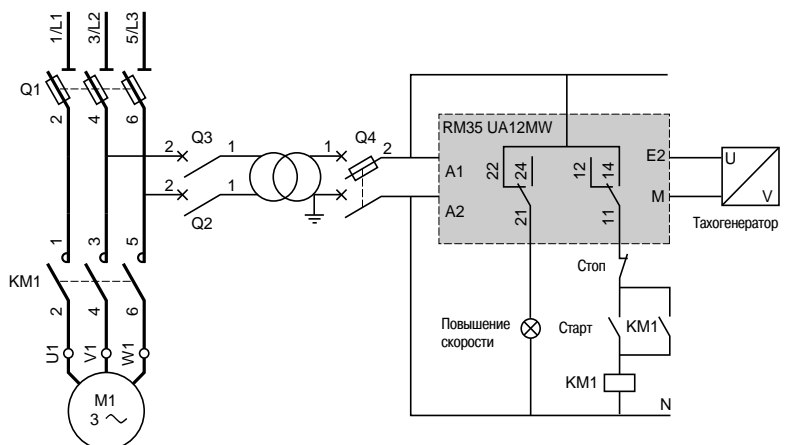 1/L1
3/L2
5/L3
Q1
2
4
6
2
Q3
1
2
1
Q2
1
Q4
2
1
RM35 UA12MW
A1
A2
22
24
21
12
14
11
E2
M
U
V
Тахогенератор
Стоп
Повышение
скорости
Старт
KM1
KM1
N
1
3
5
KM1
2
4
6
U1
V1
W1
M1
3